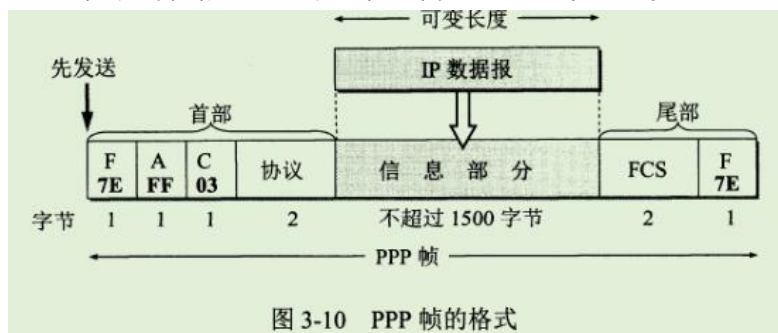 可变长度
先发送
IP 数据报
首部
尾部
F A C 协议 信息部分 FCS F
7E FF 03 7E
字节 1 1 1 2 不超过 1500 字节 2 1
PPP 帧
图 3-10 PPP 帧的格式